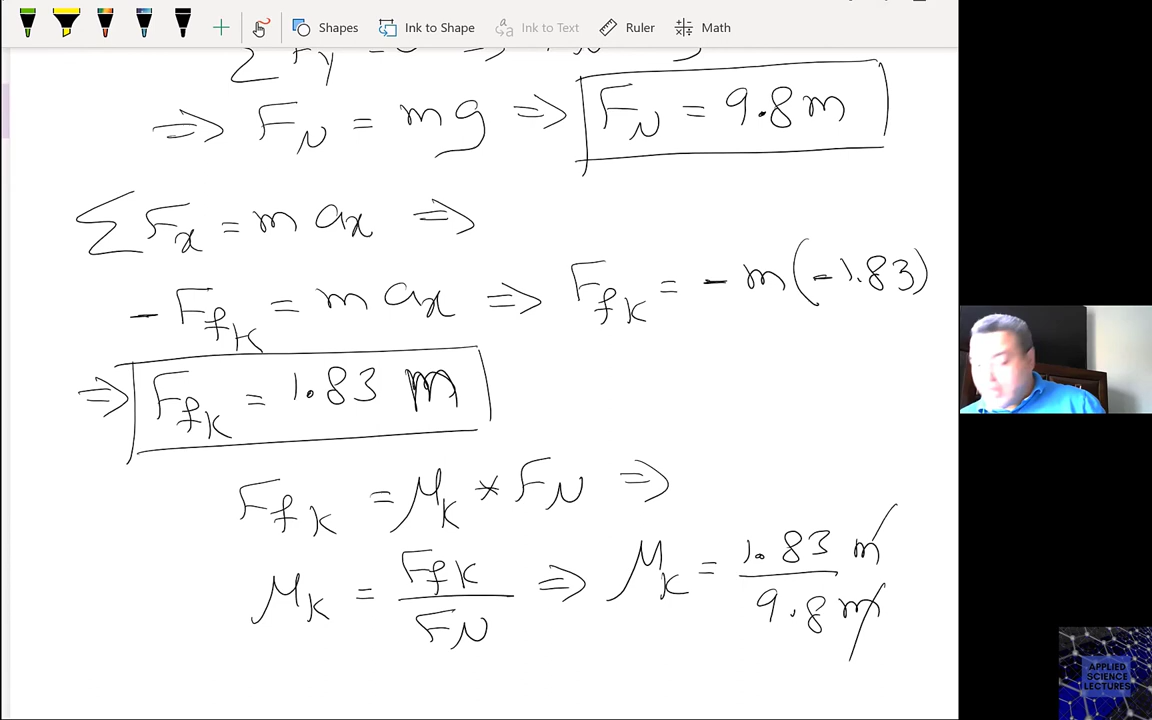 Shapes Ink to Shape Ink to Text Ruler Math
⇒ F_N = mg ⇒ F_N = 9.8 m
∑ F_x = m a_x ⇒
- F_fk = m a_x ⇒ F_fk = - m (-1.83)
⇒ F_fk = 1.83 m
F_fk = μ_k * F_N ⇒
μ_k = F_fk / F_N ⇒ μ_k = 1.83 m / 9.8 m
APPLIED
SCIENCE
LECTURES